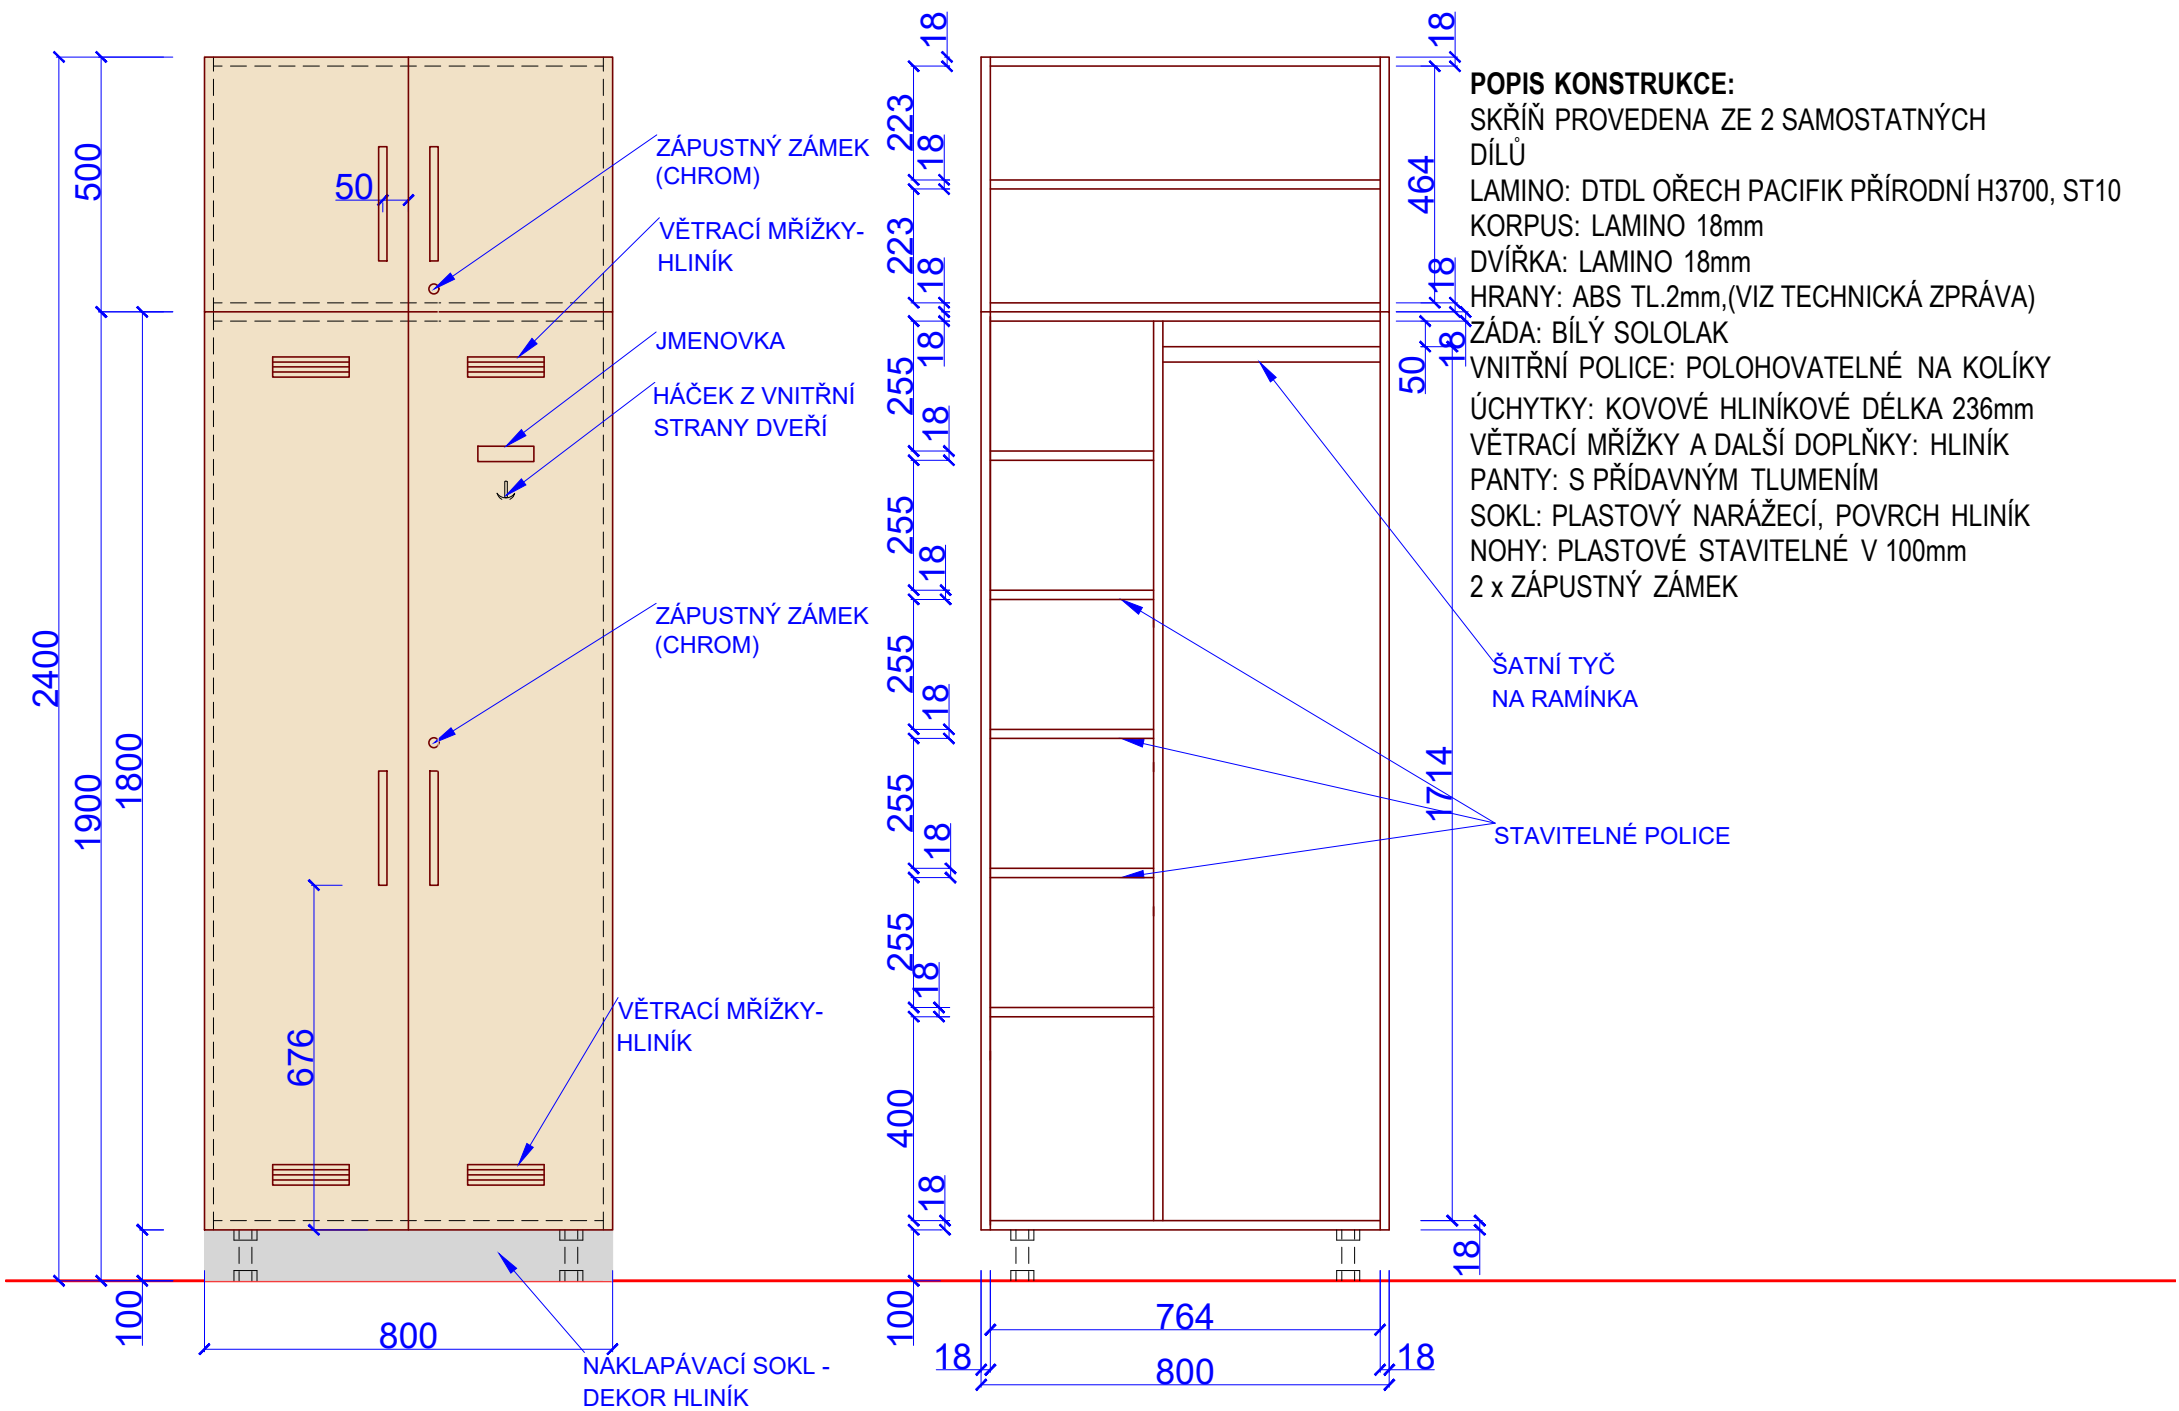 POPIS KONSTRUKCE:
SKŘÍŇ PROVEDENA ZE 2 SAMOSTATNÝCH
DÍLŮ
LAMINO: DTDL OŘECH PACIFIK PŘÍRODNÍ H3700, ST10
KORPUS: LAMINO 18mm
DVÍŘKA: LAMINO 18mm
HRANY: ABS TL.2mm,(VIZ TECHNICKÁ ZPRÁVA)
ZÁDA: BÍLÝ SOLOLAK
VNITŘNÍ POLICE: POLOHOVATELNÉ NA KOLÍKY
ÚCHYTKY: KOVOVÉ HLINÍKOVÉ DÉLKA 236mm
VĚTRACÍ MŘÍŽKY A DALŠÍ DOPLŇKY: HLINÍK
PANTY: S PŘÍDAVNÝM TLUMENÍM
SOKL: PLASTOVÝ NARÁŽECÍ, POVRCH HLINÍK
NOHY: PLASTOVÉ STAVITELNÉ V 100mm
2 x ZÁPUSTNÝ ZÁMEK
ZÁPUSTNÝ ZÁMEK
(CHROM)
VĚTRACÍ MŘÍŽKY-
HLINÍK
JMENOVKA
HÁČEK Z VNITŘNÍ
STRANY DVEŘÍ
ZÁPUSTNÝ ZÁMEK
(CHROM)
VĚTRACÍ MŘÍŽKY-
HLINÍK
NAKLAPÁVACÍ SOKL -
DEKOR HLINÍK
ŠATNÍ TYČ
NA RAMÍNKA
STAVITELNÉ POLICE
2400
500
1900
1800
100
50
676
800
18
223
18
223
18
18
255
18
255
18
255
18
255
18
255
18
400
18
100
18
464
18
18
50
1714
18
764
18
18
800